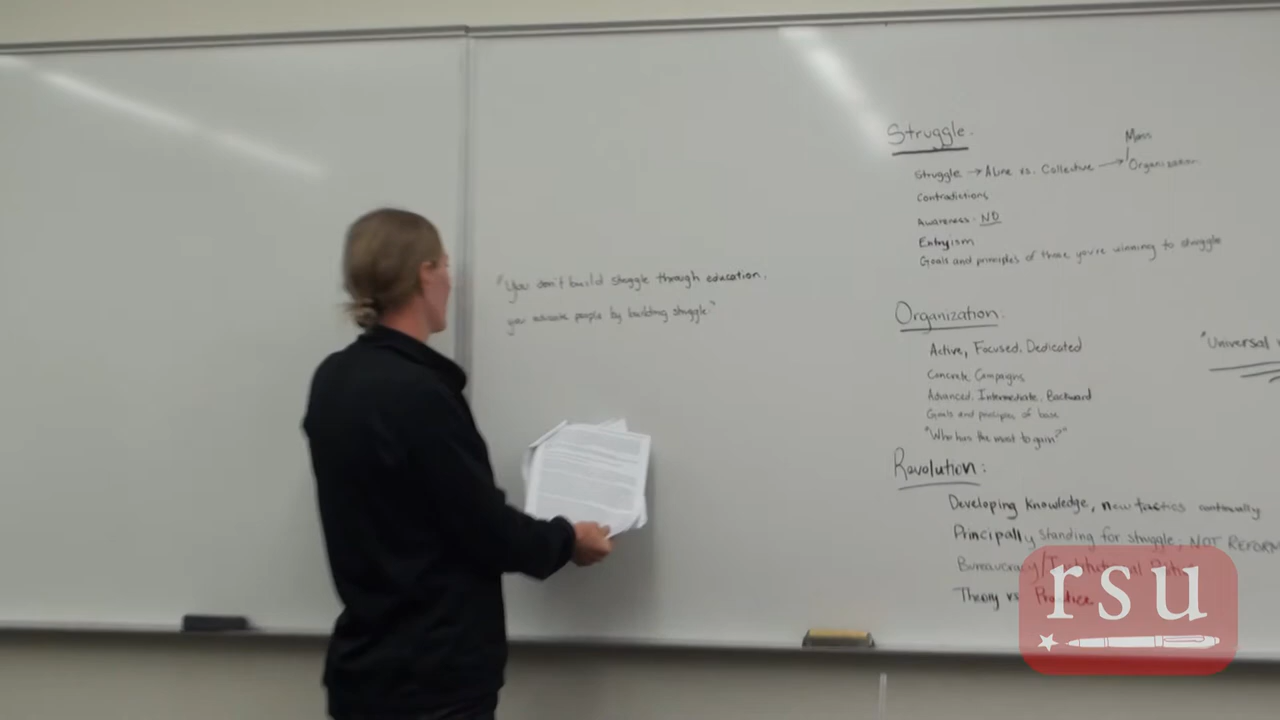 "You don't build struggle through education,
you educate people by building struggle."
Struggle.
Struggle → Alone vs. Collective → Organization
Mass
Contradictions
Awareness. NO
Entryism
Goals and principles of those you're winning to struggle
Organization.
Active, Focused, Dedicated
Concrete Campaigns
Advanced, Intermediate, Backward
Goals and principles of base
"Who has the most to gain?"
"Universal
Revolution:
Developing Knowledge, new tactics continually
Principally standing for struggle; NOT REFORM
Bureaucracy/Institutional
Theory vs Practice
rsu